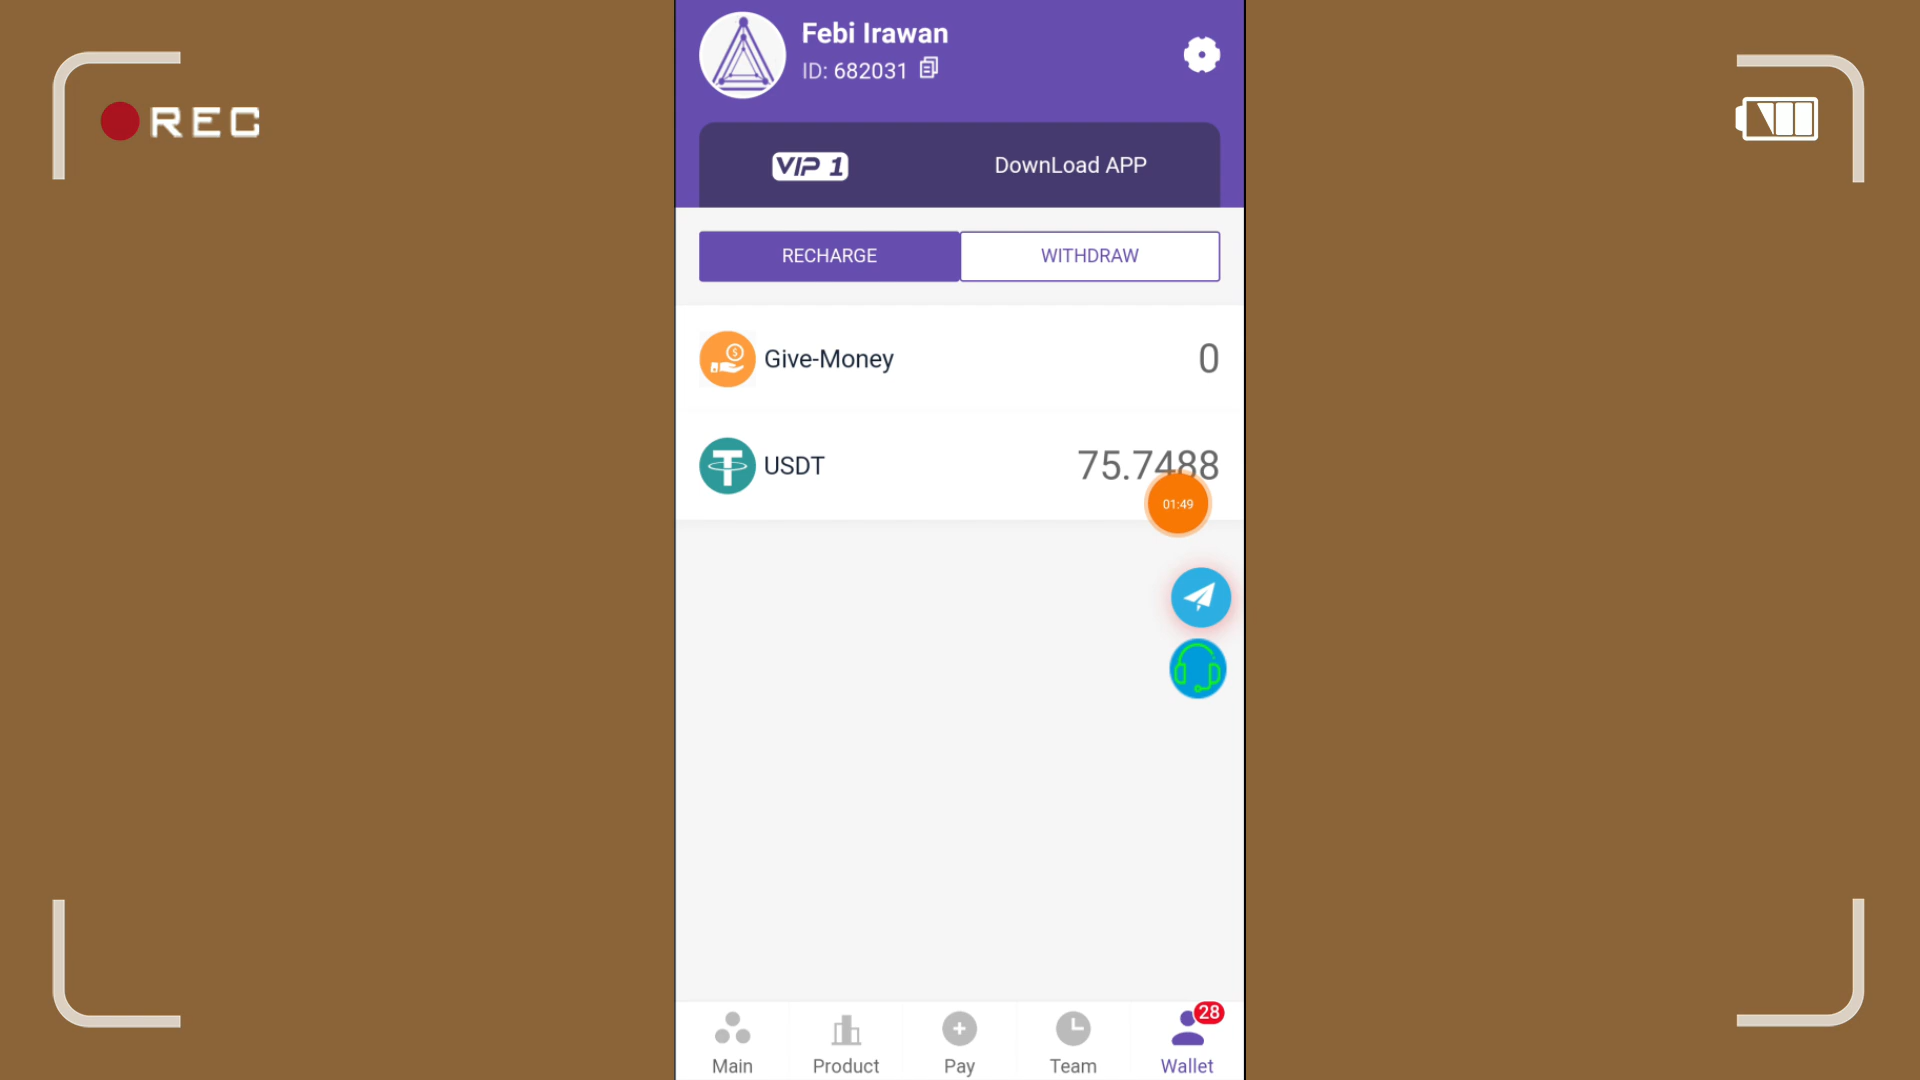 REC
Febi Irawan
ID: 682031
VIP 1
DownLoad APP
RECHARGE
WITHDRAW
Give-Money
0
USDT
75.7488
01:49
28
Main
Product
Pay
Team
Wallet